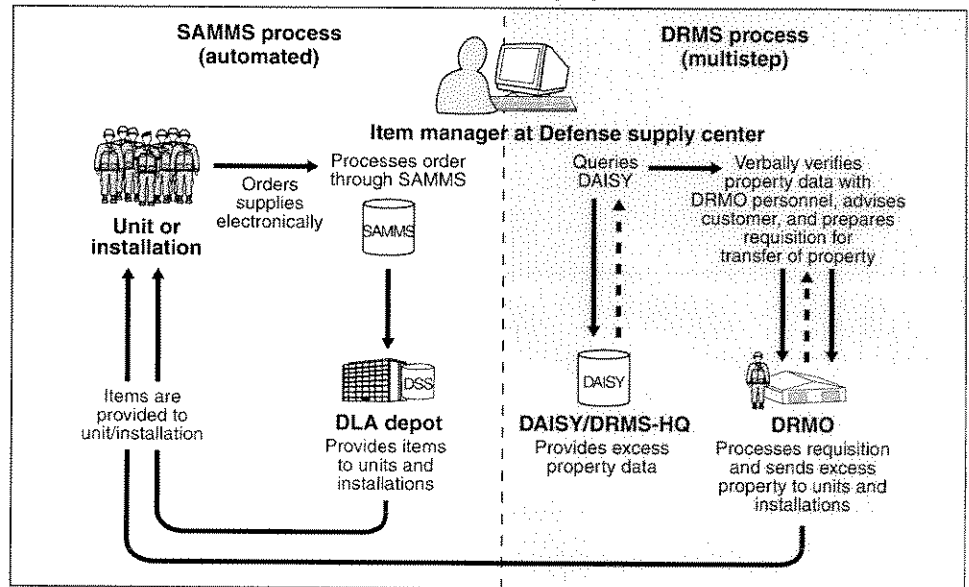 SAMMS process
(automated)
DRMS process
(multistep)
Item manager at Defense supply center
Unit or
installation
Orders
supplies
electronically
Processes order
through SAMMS
SAMMS
Queries
DAISY
Verbally verifies
property data with
DRMO personnel, advises
customer, and prepares
requisition for
transfer of property
Items are
provided to
unit/installation
DSS
DLA depot
Provides items
to units and
installations
DAISY
DAISY/DRMS-HQ
Provides excess
property data
DRMO
Processes requisition
and sends excess
property to units and
installations